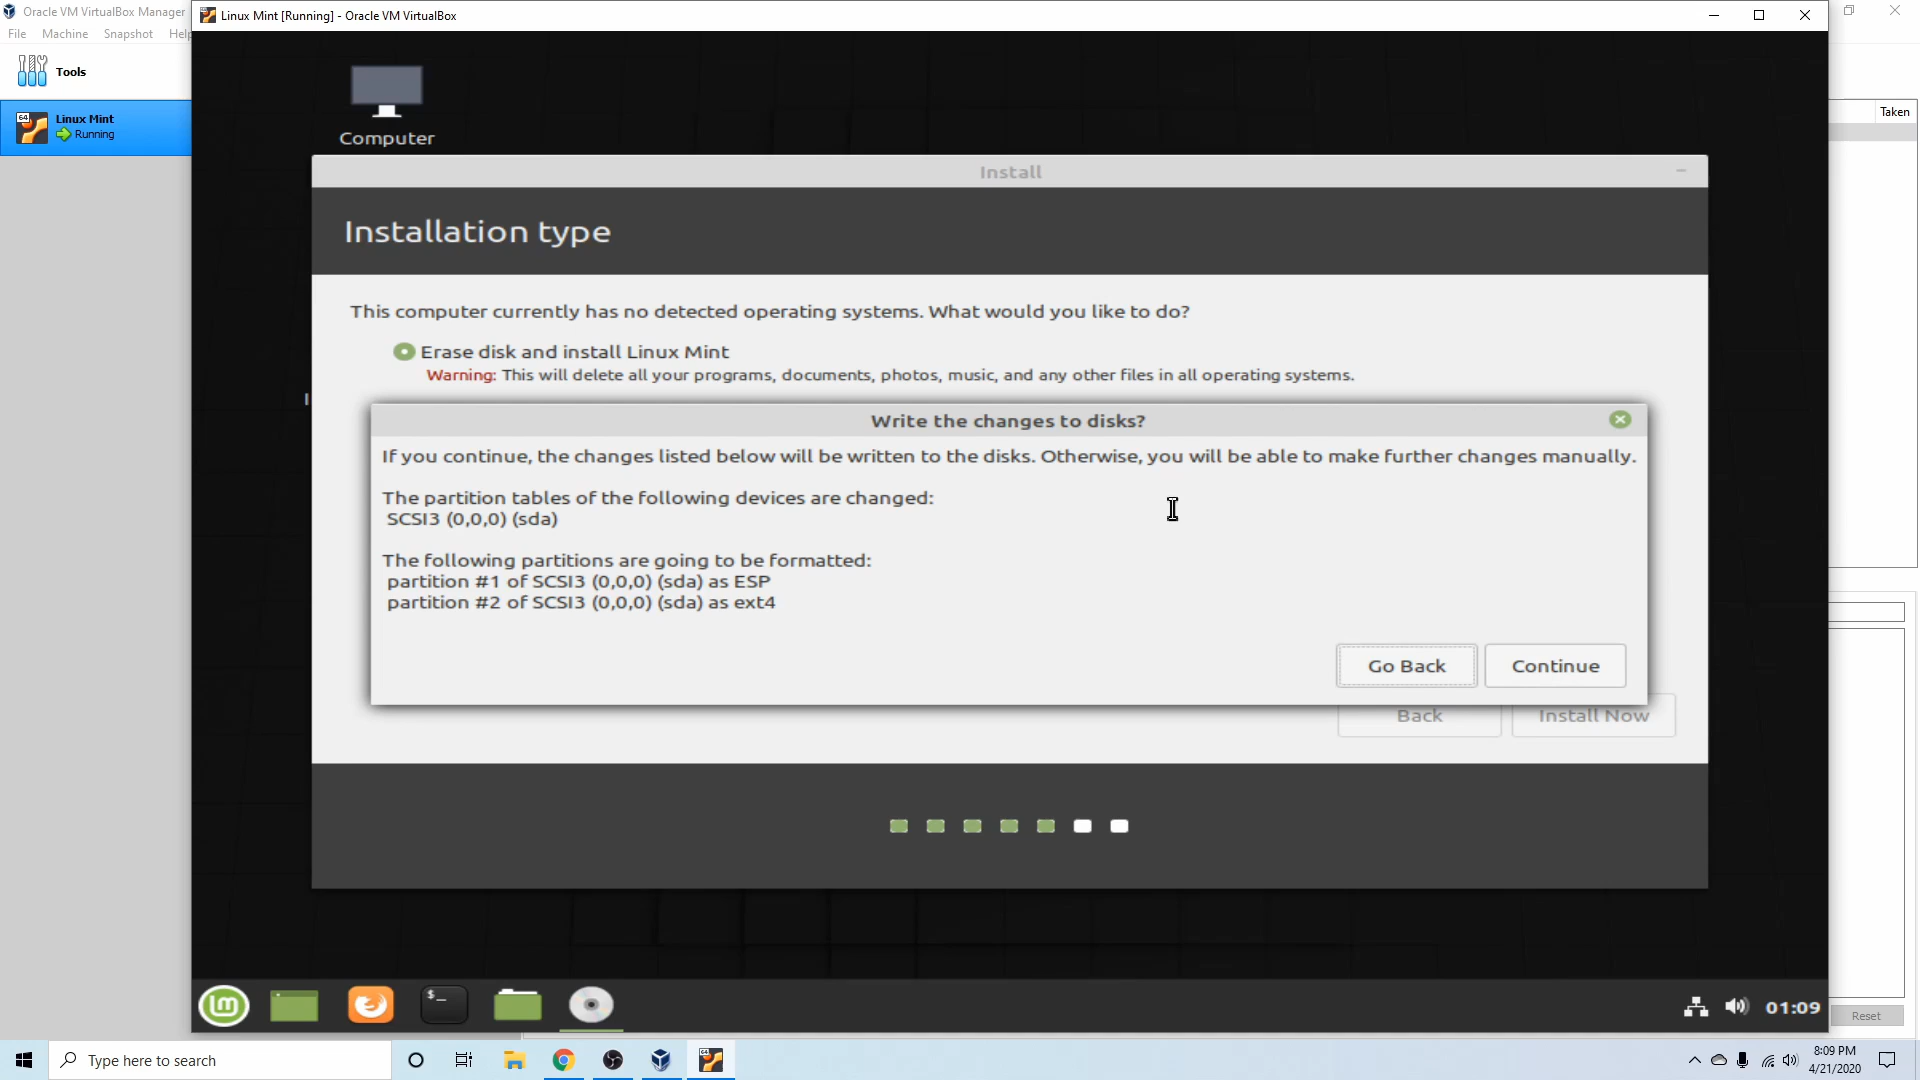 Oracle VM VirtualBox Manager
Linux Mint [Running] - Oracle VM VirtualBox
File Machine Snapshot Help
Tools
64
Linux Mint
Running
Taken
Computer
Install
Installation type
This computer currently has no detected operating systems. What would you like to do?
Erase disk and install Linux Mint
Warning: This will delete all your programs, documents, photos, music, and any other files in all operating systems.
I
Write the changes to disks?
If you continue, the changes listed below will be written to the disks. Otherwise, you will be able to make further changes manually.
The partition tables of the following devices are changed:
SCSI3 (0,0,0) (sda)
The following partitions are going to be formatted:
partition #1 of SCSI3 (0,0,0) (sda) as ESP
partition #2 of SCSI3 (0,0,0) (sda) as ext4
Go Back
Continue
Back
Install Now
$_
01:09
Reset
Type here to search
8:09 PM
4/21/2020